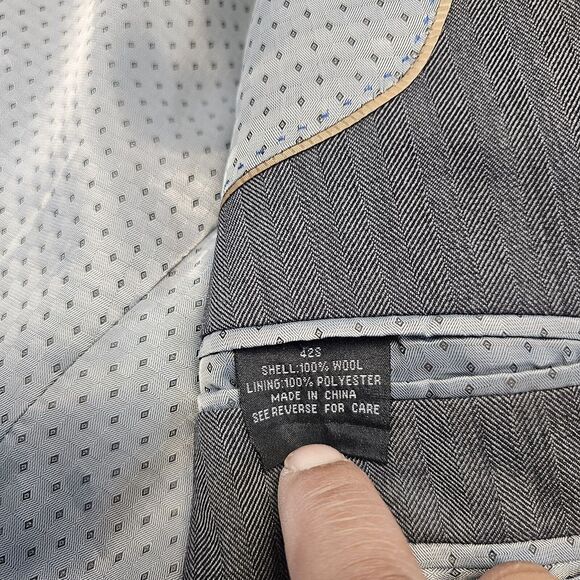 42S
SHELL:100% WOOL
LINING:100% POLYESTER
MADE IN CHINA
SEE REVERSE FOR CARE